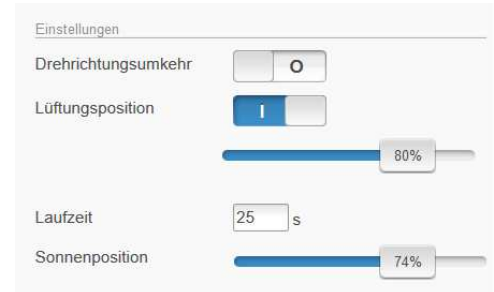 Einstellungen
Drehrichtungsumkehr O
Lüftungsposition I
80%
Laufzeit 25 s
Sonnenposition 74%